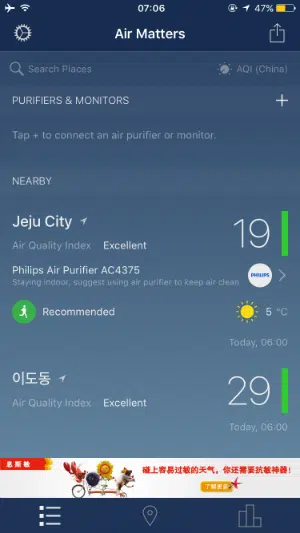 07:06
47%
Air Matters
Search Places
AQI (China)
PURIFIERS & MONITORS
Tap + to connect an air purifier or monitor.
NEARBY
Jeju City
19
Air Quality Index Excellent
Philips Air Purifier AC4375
PHILIPS
Staying indoor, suggest using air purifier to keep air clean
Recommended
5 °C
Today, 06:00
이도동
29
Air Quality Index Excellent
Today, 06:00
息斯敏
碰上容易过敏的天气,你还需要抗敏神器!
了解更多